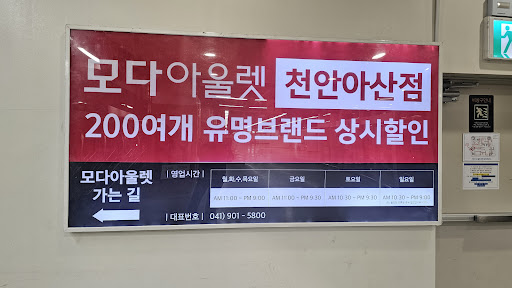 모다아울렛 천안아산점
200여개 유명브랜드 상시할인
모다아울렛
가는 길
| 영업시간 |
월,화,수,목요일 금요일 토요일 일요일
AM 11:00 ~ PM 9:00 AM 11:00 ~ PM 9:30 AM 10:30 ~ PM 9:30 AM 10:30 ~ PM 9:00
| 대표번호 | 041) 901 - 5800